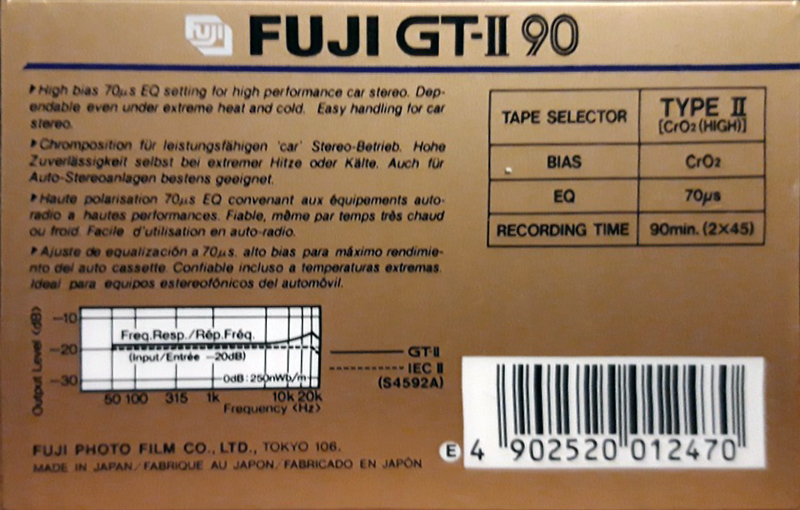 FUJI FUJI GT-II 90
▶High bias 70µs EQ setting for high performance car stereo. Dep-
endable even under extreme heat and cold. Easy handling for car
stereo.
▶Chromposition für leistungsfähigen 'car' Stereo-Betrieb. Hohe
Zuverlässigkeit selbst bei extremer Hitze oder Kälte. Auch für
Auto-Stereoanlagen bestens geeignet.
▶Haute polarisation 70µs EQ convenant aux équipements auto-
radio a hautes performances. Fiable, même par temps très chaud
ou froid. Facile d'utilisation en auto-radio.
▶Ajuste de equalización a 70µs. alto bias para máximo rendimie-
nto del auto cassette. Confiable incluso a temperaturas extremas.
Ideal para equipos estereofónicos del automóvil.
TAPE SELECTOR TYPE II
[CrO2(HIGH)]
BIAS CrO2
EQ 70µs
RECORDING TIME 90min. (2X45)
Output Level (dB)
-10
-20
-30
Freq.Resp./Rép.Fréq.
(Input/Entrée -20dB)
0dB:250nWb/m
50 100 315 1k 10k 20k
Frequency (Hz)
GT-II
IEC II
(S4592A)
FUJI PHOTO FILM CO., LTD., TOKYO 106.
MADE IN JAPAN/FABRIQUE AU JAPON/FABRICADO EN JAPÓN
E 4 902520 012470